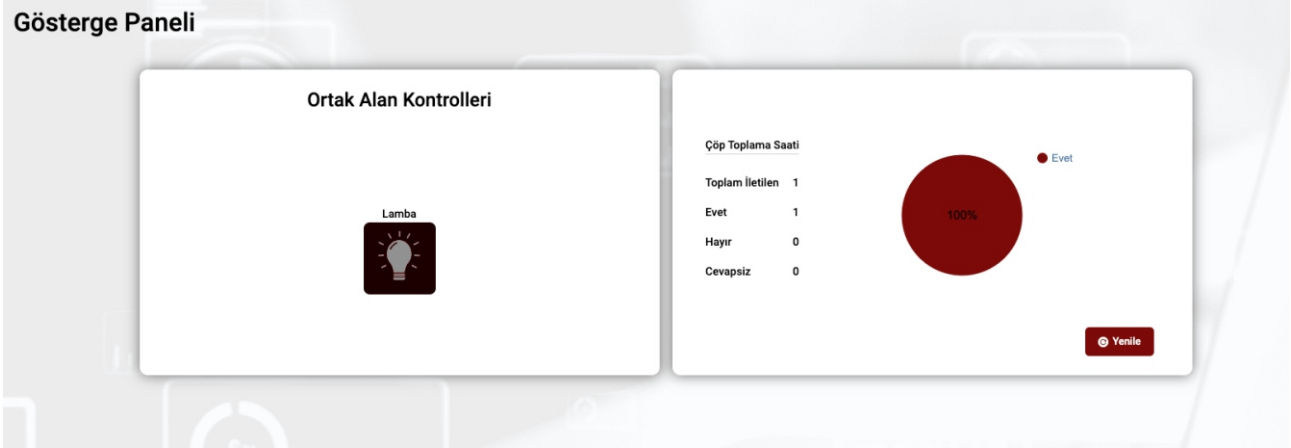 Gösterge Paneli
Ortak Alan Kontrolleri
Lamba
Çöp Toplama Saati
Toplam İletilen 1
Evet 1
Hayır 0
Cevapsiz 0
100%
Evet
Yenile